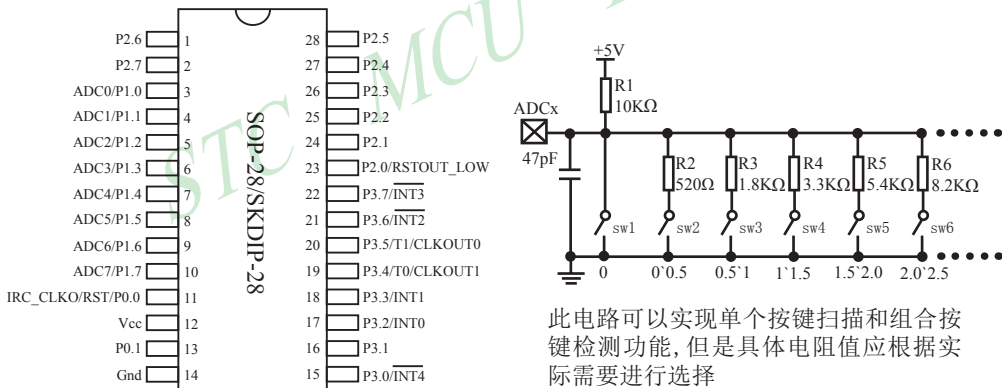 STC MCU
P2.6 1
P2.7 2
ADC0/P1.0 3
ADC1/P1.1 4
ADC2/P1.2 5
ADC3/P1.3 6
ADC4/P1.4 7
ADC5/P1.5 8
ADC6/P1.6 9
ADC7/P1.7 10
IRC_CLKO/RST/P0.0 11
Vcc 12
P0.1 13
Gnd 14
SOP-28/SKDIP-28
28 P2.5
27 P2.4
26 P2.3
25 P2.2
24 P2.1
23 P2.0/RSTOUT_LOW
22 P3.7/INT3
21 P3.6/INT2
20 P3.5/T1/CLKOUT0
19 P3.4/T0/CLKOUT1
18 P3.3/INT1
17 P3.2/INT0
16 P3.1
15 P3.0/INT4
+5V
R1
10KΩ
ADCx
47pF
R2 R3 R4 R5 R6
520Ω 1.8KΩ 3.3KΩ 5.4KΩ 8.2KΩ
sw1 sw2 sw3 sw4 sw5 sw6
0 0`0.5 0.5`1 1`1.5 1.5`2.0 2.0`2.5
此电路可以实现单个按键扫描和组合按
键检测功能,但是具体电阻值应根据实
际需要进行选择